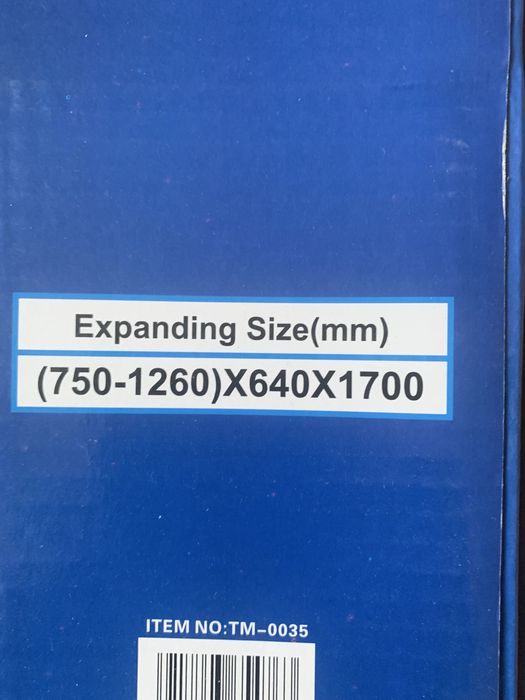 Expanding Size(mm)
(750-1260)X640X1700
ITEM NO:TM-0035